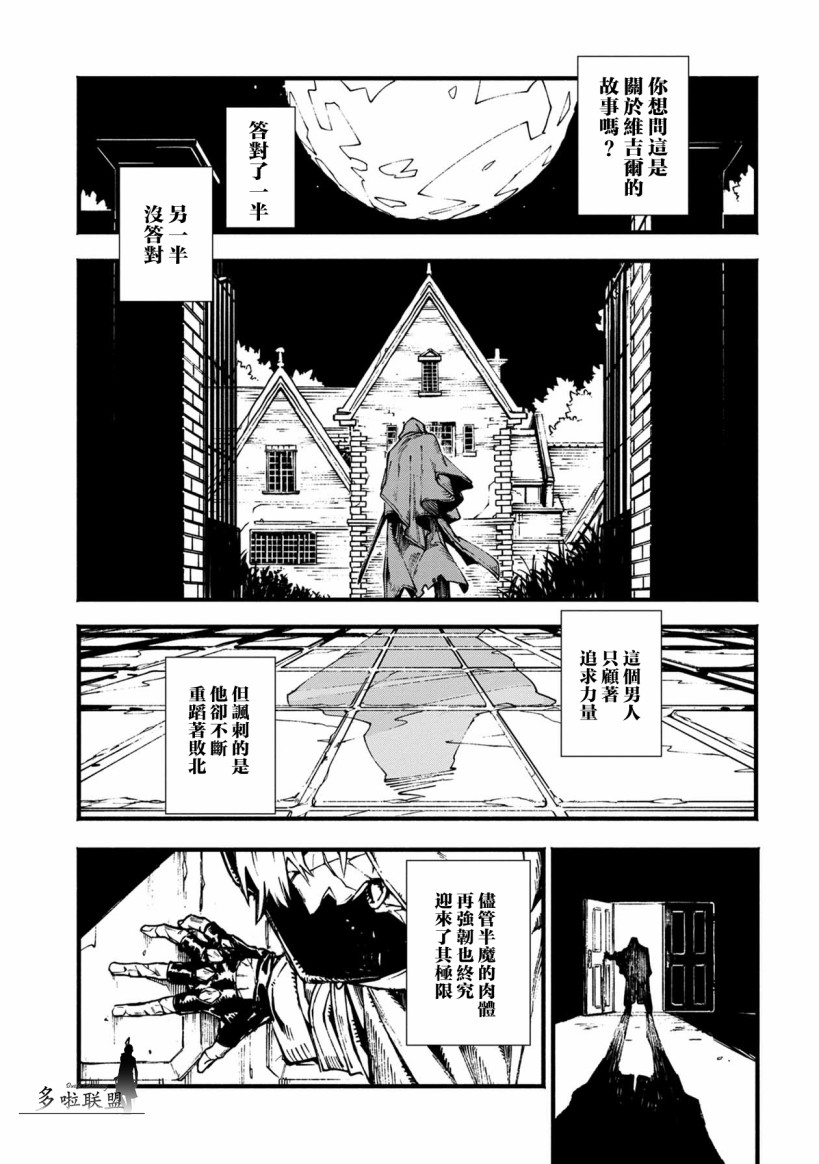 你想問這是
關於維吉爾的
故事嗎？
答對了一半
另一半
沒答對
這個男人
只顧著
追求力量
但諷刺的是
他卻不斷
重蹈著敗北
儘管半魔的肉體
再強韌也終究
迎來了其極限
多啦联盟